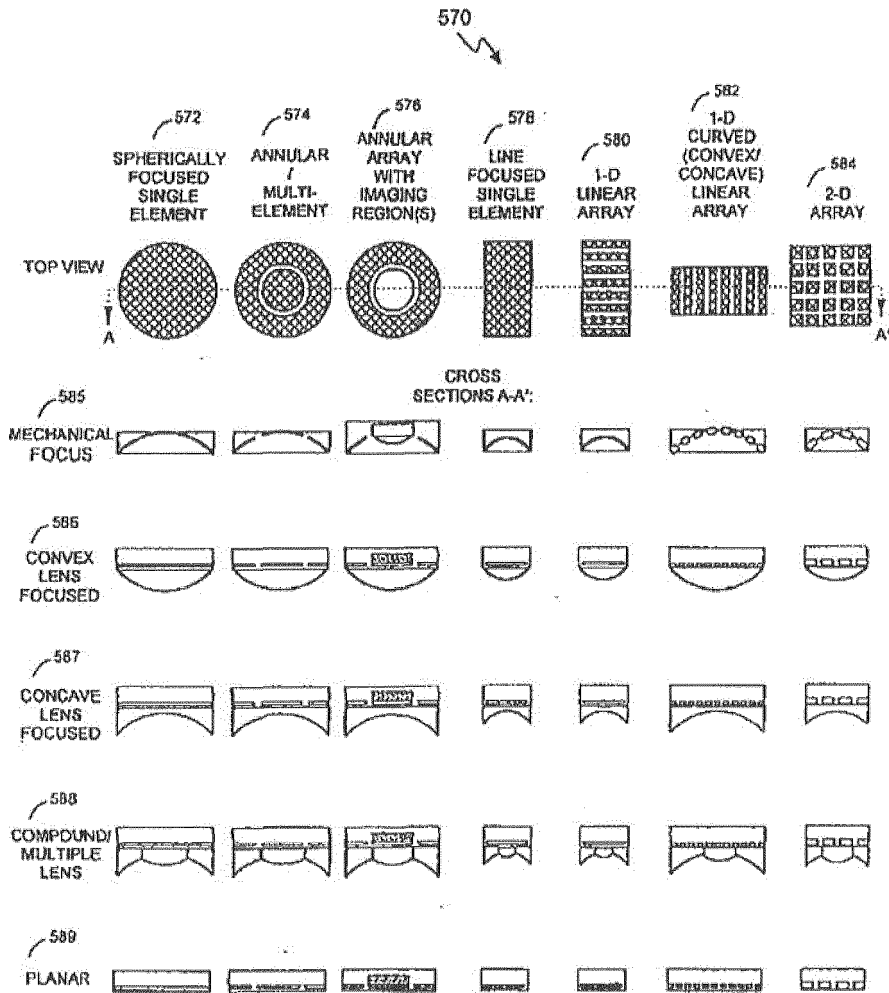 570
572
SPHERICALLY
FOCUSED
SINGLE
ELEMENT
574
ANNULAR
/
MULTI-
ELEMENT
576
ANNULAR
ARRAY
WITH
IMAGING
REGION(S)
578
LINE
FOCUSED
SINGLE
ELEMENT
580
1-D
LINEAR
ARRAY
582
1-D
CURVED
(CONVEX/
CONCAVE)
LINEAR
ARRAY
584
2-D
ARRAY
TOP VIEW
A
A'
CROSS
SECTIONS A-A':
585
MECHANICAL
FOCUS
586
CONVEX
LENS
FOCUSED
587
CONCAVE
LENS
FOCUSED
588
COMPOUND/
MULTIPLE
LENS
589
PLANAR